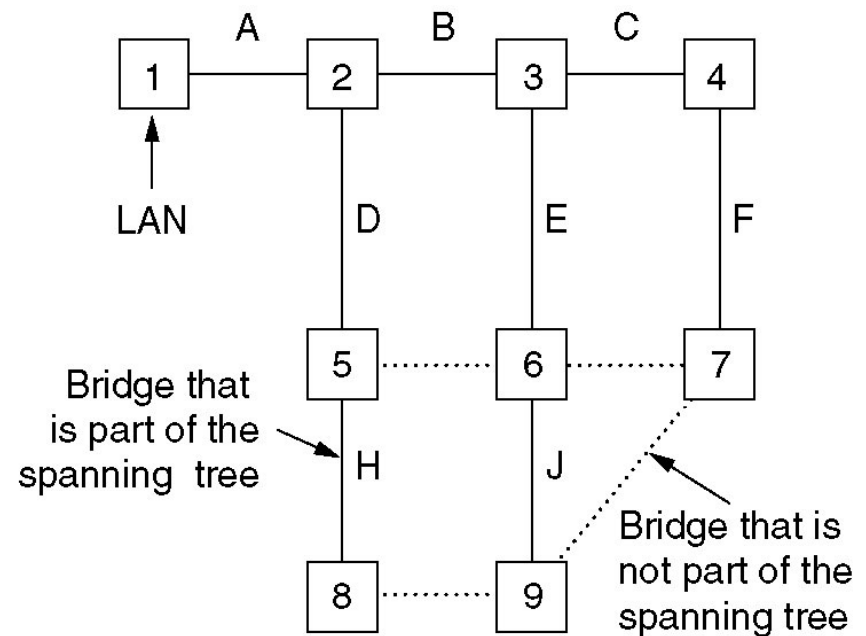 A B C
1 2 3 4
LAN D E F
5 6 7
Bridge that
is part of the
spanning tree
H J
Bridge that is
not part of the
spanning tree
8 9